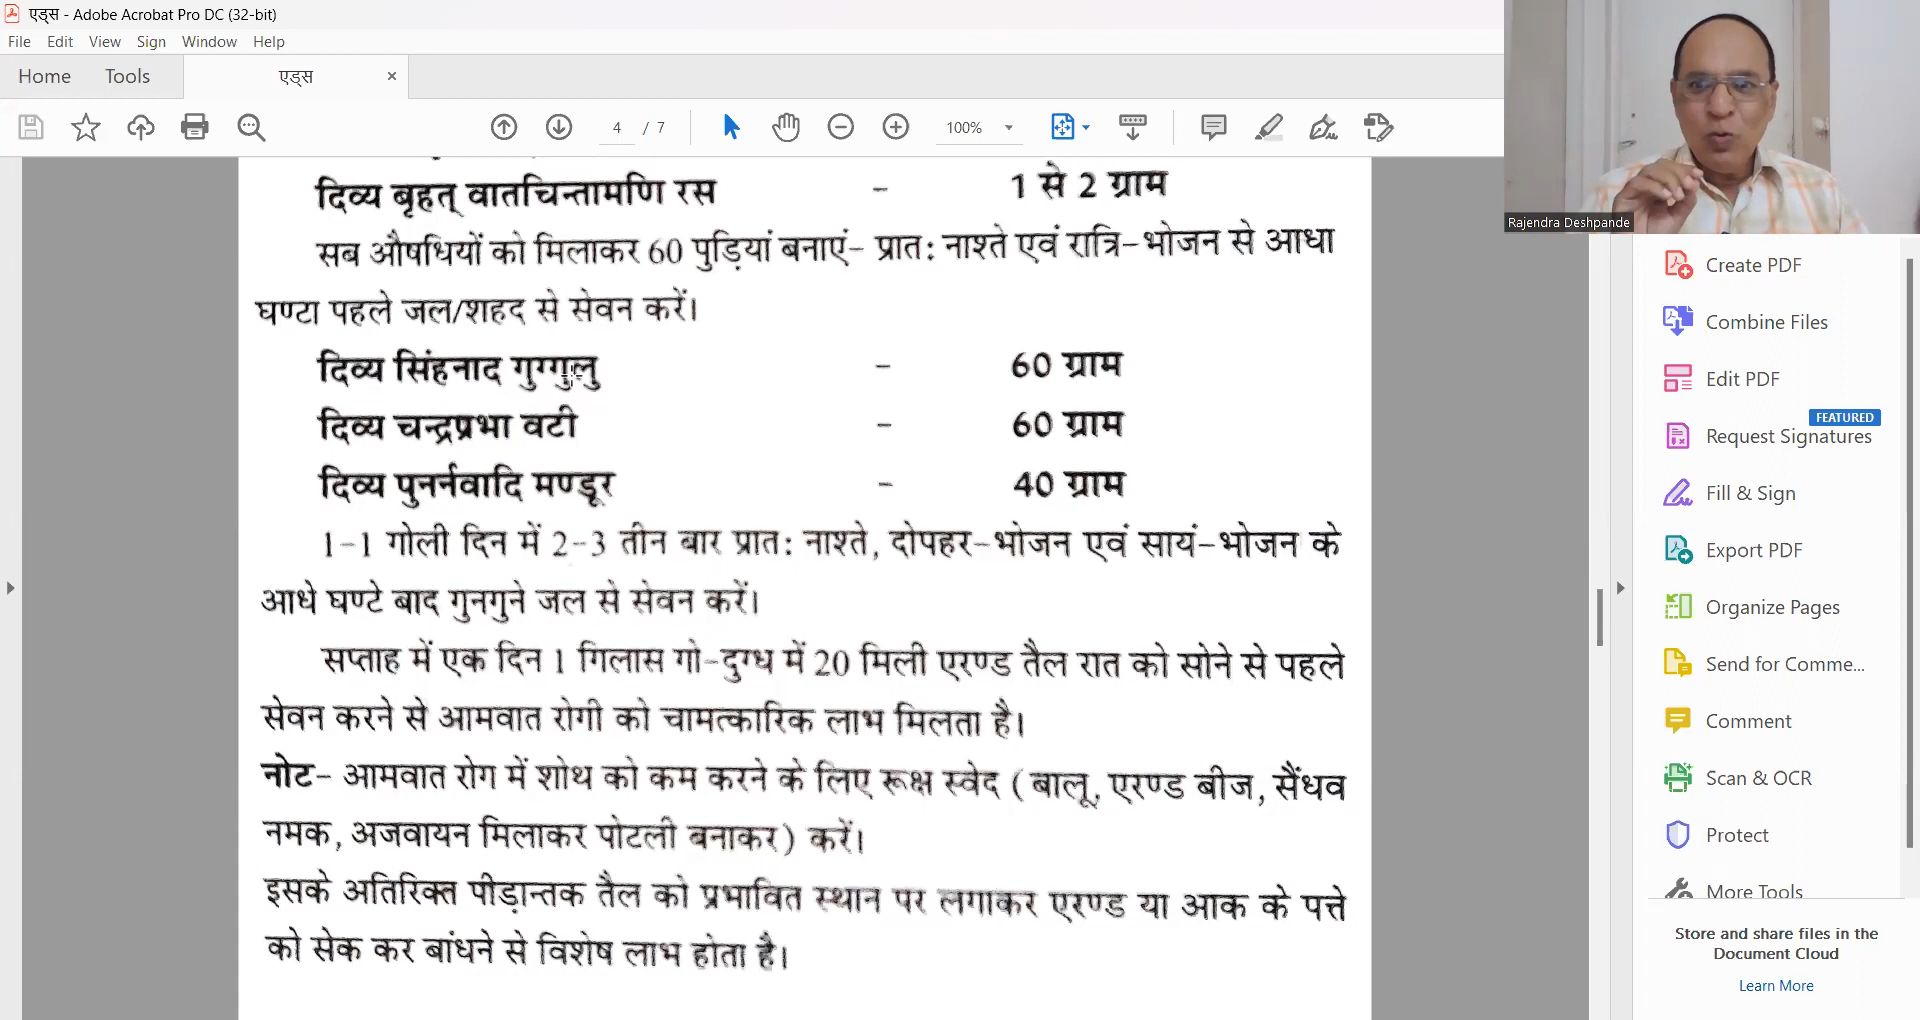 एड्स - Adobe Acrobat Pro DC (32-bit)
File Edit View Sign Window Help
Home Tools एड्स ×
4 / 7 100%
दिव्य बृहत् वातचिन्तामणि रस - 1 से 2 ग्राम
सब औषधियों को मिलाकर 60 पुड़ियां बनाएं- प्रात: नाश्ते एवं रात्रि-भोजन से आधा
घण्टा पहले जल/शहद से सेवन करें।
दिव्य सिंहनाद गुग्गुलु - 60 ग्राम
दिव्य चन्द्रप्रभा वटी - 60 ग्राम
दिव्य पुनर्नवादि मण्डूर - 40 ग्राम
1-1 गोली दिन में 2-3 तीन बार प्रात: नाश्ते, दोपहर-भोजन एवं सायं-भोजन के
आधे घण्टे बाद गुनगुने जल से सेवन करें।
सप्ताह में एक दिन 1 गिलास गो-दुग्ध में 20 मिली एरण्ड तैल रात को सोने से पहले
सेवन करने से आमवात रोगी को चामत्कारिक लाभ मिलता है।
नोट- आमवात रोग में शोथ को कम करने के लिए रूक्ष स्वेद (बालू, एरण्ड बीज, सैंधव
नमक, अजवायन मिलाकर पोटली बनाकर) करें।
इसके अतिरिक्त पीड़ान्तक तैल को प्रभावित स्थान पर लगाकर एरण्ड या आक के पत्ते
को सेक कर बांधने से विशेष लाभ होता है।
Rajendra Deshpande
Create PDF
Combine Files
Edit PDF
FEATURED
Request Signatures
Fill & Sign
Export PDF
Organize Pages
Send for Comme...
Comment
Scan & OCR
Protect
More Tools
Store and share files in the
Document Cloud
Learn More